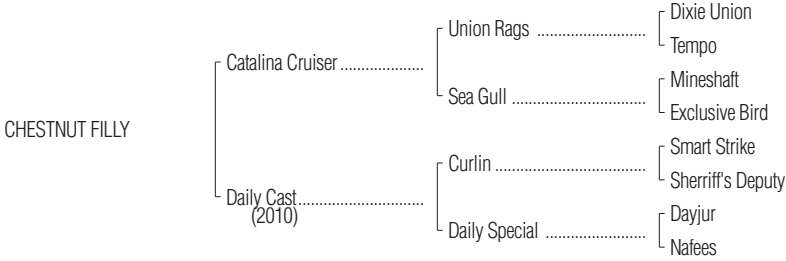 Dixie Union
Union Rags ..........................
Tempo
Catalina Cruiser ....................
Mineshaft
Sea Gull ................................
Exclusive Bird
CHESTNUT FILLY
Smart Strike
Curlin ....................................
Sherriff's Deputy
Daily Cast..............................
(2010)
Dayjur
Daily Special ........................
Nafees